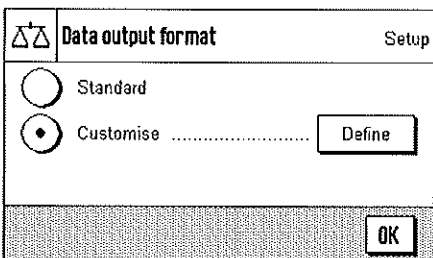 Data output format Setup
Standard
Customise ........................ Define
OK